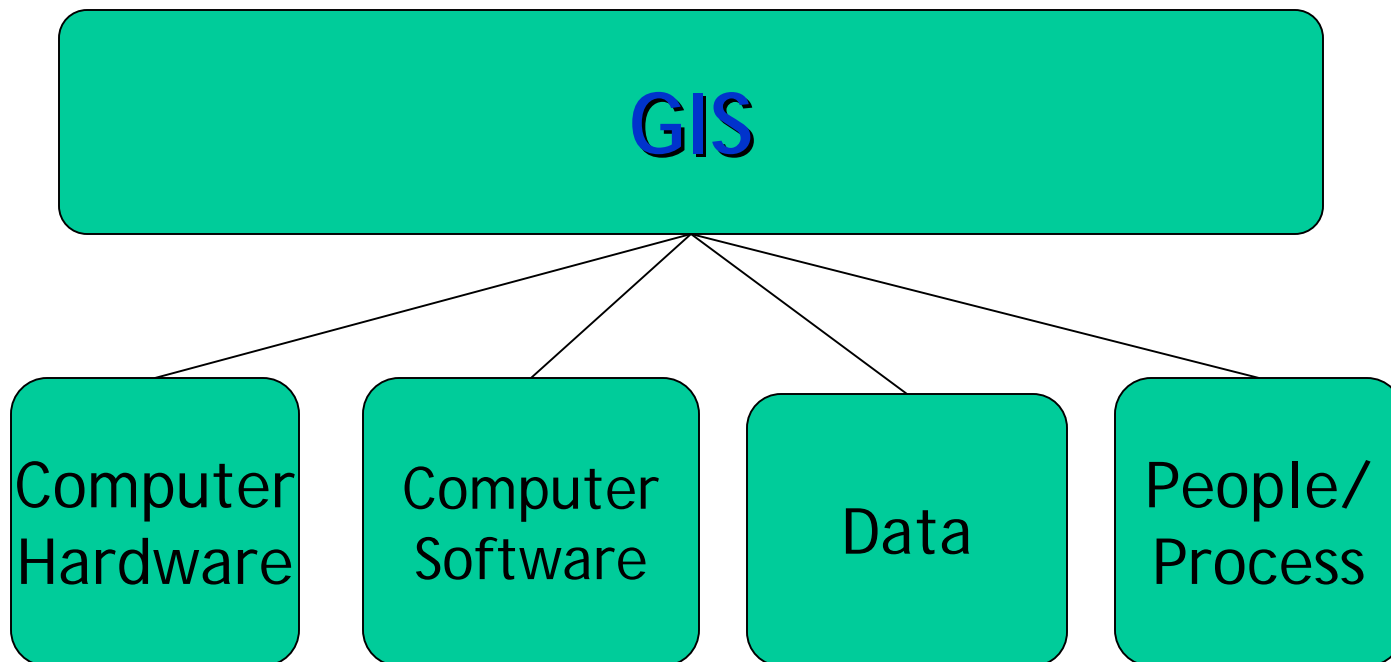 GIS
Computer
Hardware
Computer
Software
Data
People/
Process